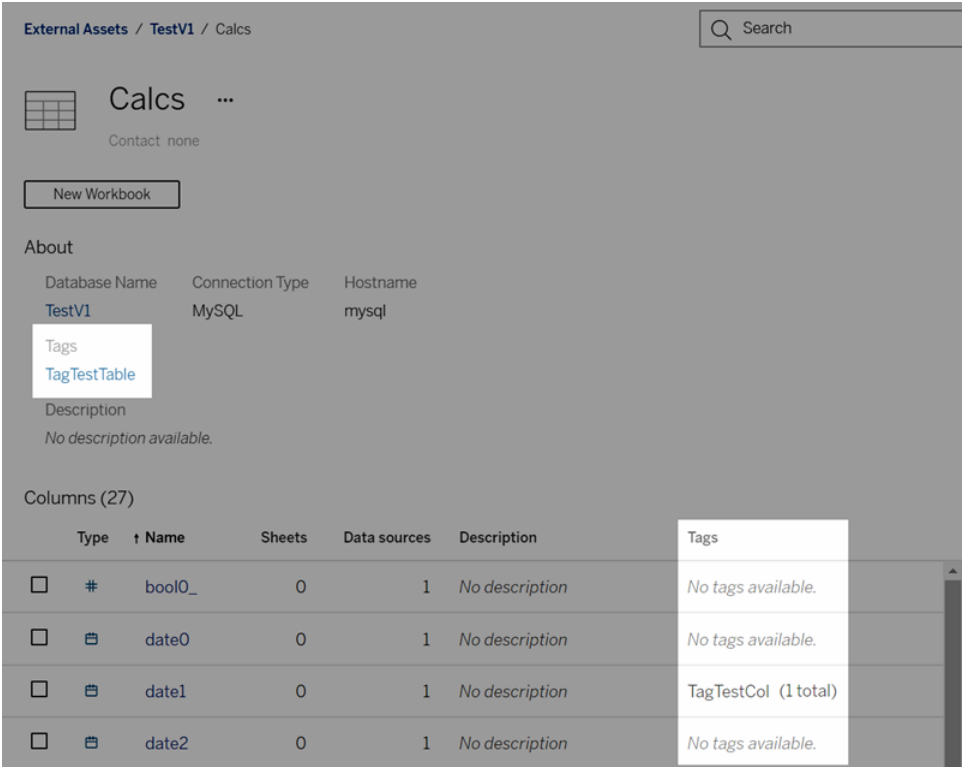 External Assets / TestV1 / Calcs
Search
Calcs ...
Contact none
New Workbook
About
Database Name Connection Type Hostname
TestV1 MySQL mysql
Tags
TagTestTable
Description
No description available.
Columns (27)
Type ↑ Name Sheets Data sources Description Tags
# bool0_ 0 1 No description No tags available.
date0 0 1 No description No tags available.
date1 0 1 No description TagTestCol (1 total)
date2 0 1 No description No tags available.